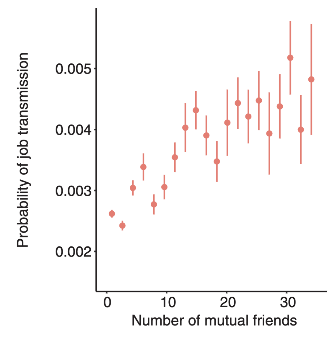 Probability of job transmission
0.005
0.004
0.003
0.002
0 10 20 30
Number of mutual friends